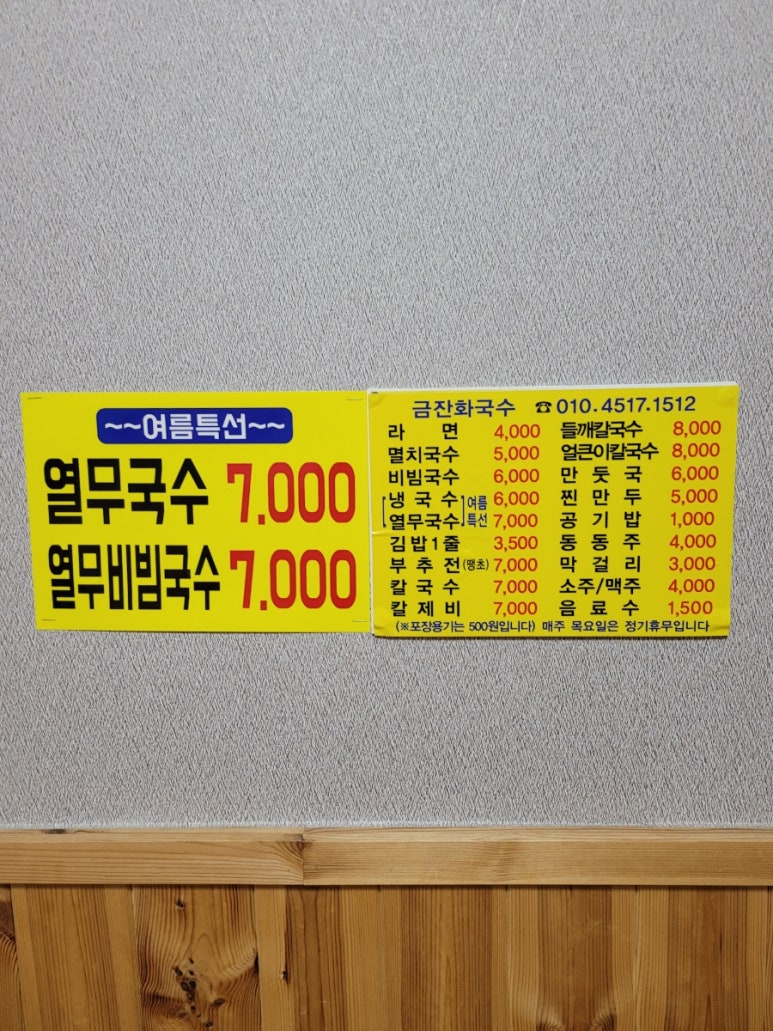 ~~여름특선~~
열무국수 7.000
열무비빔국수 7.000
금잔화국수 ☎ 010.4517.1512
라 면 4,000 들깨칼국수 8,000
멸치국수 5,000 얼큰이칼국수 8,000
비빔국수 6,000 만 둣 국 6,000
[냉 국 수 6,000 찐 만 두 5,000
열무국수] 여름특선 7,000 공 기 밥 1,000
김밥1줄 3,500 동 동 주 4,000
부 추 전(땡초) 7,000 막 걸 리 3,000
칼 국 수 7,000 소주/맥주 4,000
칼 제 비 7,000 음 료 수 1,500
(※포장용기는 500원입니다) 매주 목요일은 정기휴무입니다